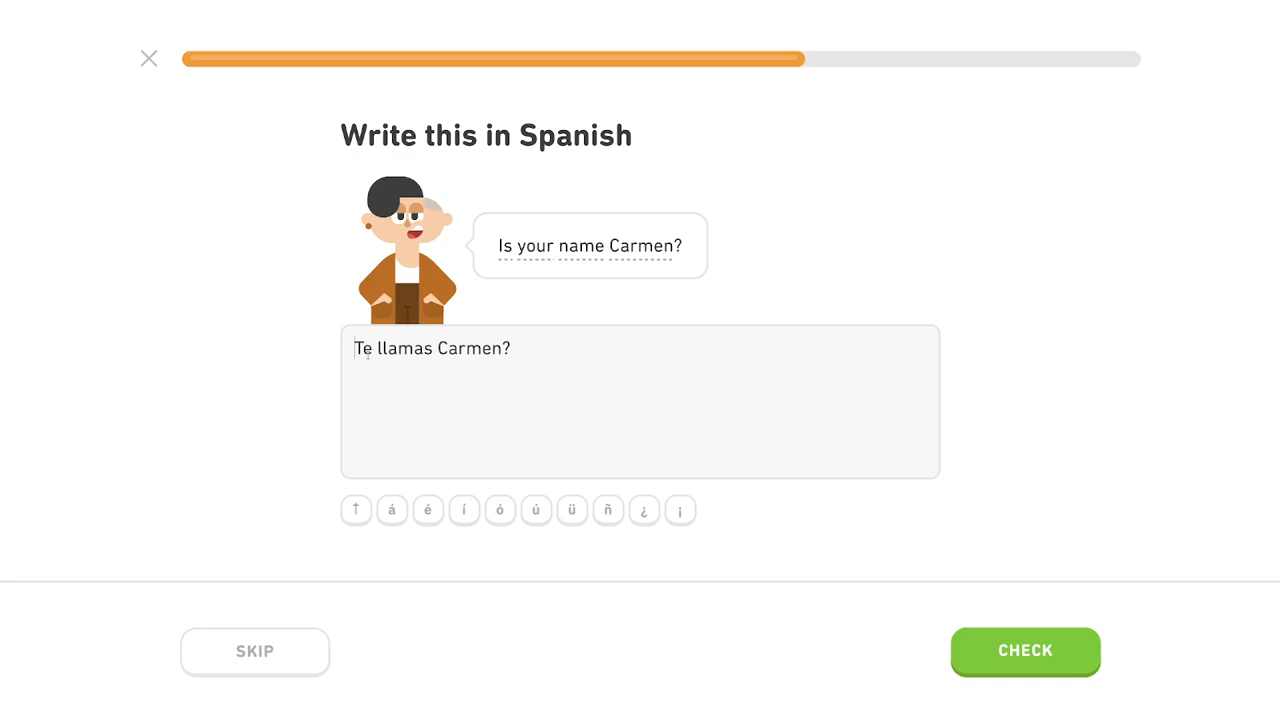 Write this in Spanish
Is your name Carmen?
Te llamas Carmen?
↑ á é í ó ú ü ñ ¿ ¡
SKIP
CHECK